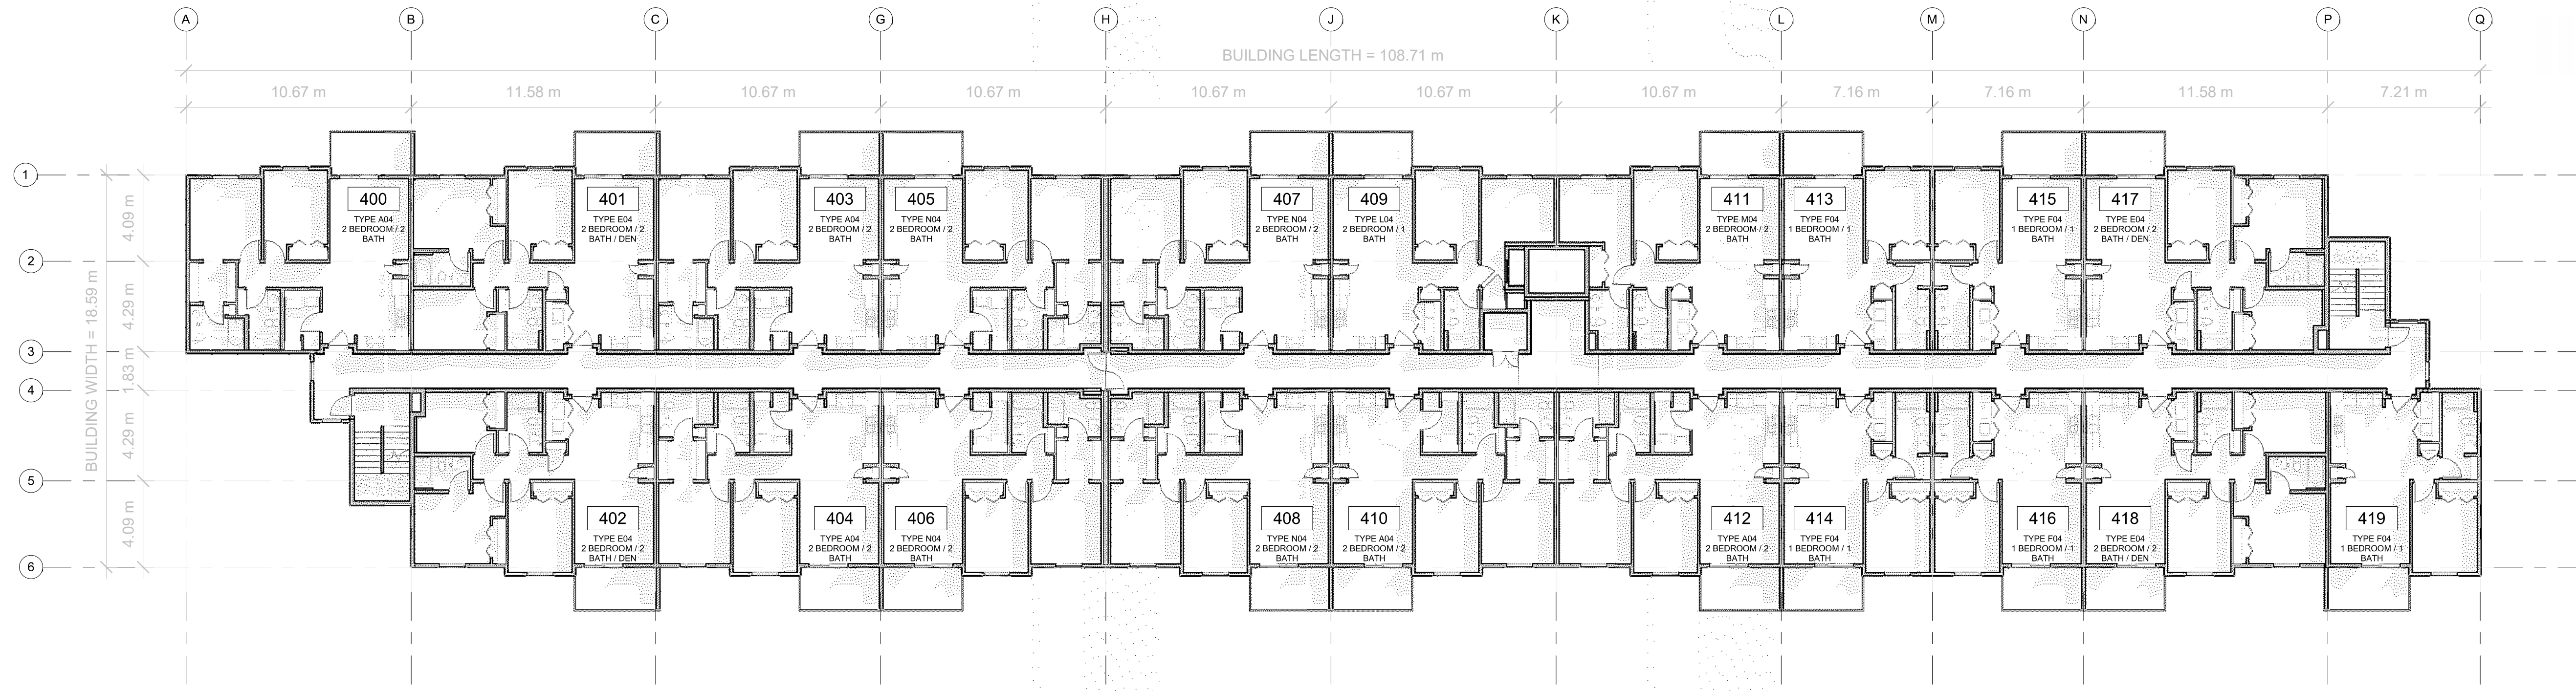 A B C G H J K L M N P Q
BUILDING LENGTH = 108.71 m
10.67 m 11.58 m 10.67 m 10.67 m 10.67 m 10.67 m 10.67 m 7.16 m 7.16 m 11.58 m 7.21 m
1
2
3
4
5
6
BUILDING WIDTH = 18.59 m
4.09 m
4.29 m
1.83 m
4.29 m
4.09 m
400
TYPE A04
2 BEDROOM / 2
BATH
401
TYPE E04
2 BEDROOM / 2
BATH / DEN
403
TYPE A04
2 BEDROOM / 2
BATH
405
TYPE N04
2 BEDROOM / 2
BATH
407
TYPE N04
2 BEDROOM / 2
BATH
409
TYPE L04
2 BEDROOM / 1
BATH
411
TYPE M04
2 BEDROOM / 2
BATH
413
TYPE F04
1 BEDROOM / 1
BATH
415
TYPE F04
1 BEDROOM / 1
BATH
417
TYPE E04
2 BEDROOM / 2
BATH / DEN
402
TYPE E04
2 BEDROOM / 2
BATH / DEN
404
TYPE A04
2 BEDROOM / 2
BATH
406
TYPE N04
2 BEDROOM / 2
BATH
408
TYPE N04
2 BEDROOM / 2
BATH
410
TYPE A04
2 BEDROOM / 2
BATH
412
TYPE A04
2 BEDROOM / 2
BATH
414
TYPE F04
1 BEDROOM / 1
BATH
416
TYPE F04
1 BEDROOM / 1
BATH
418
TYPE E04
2 BEDROOM / 2
BATH / DEN
419
TYPE F04
1 BEDROOM / 1
BATH